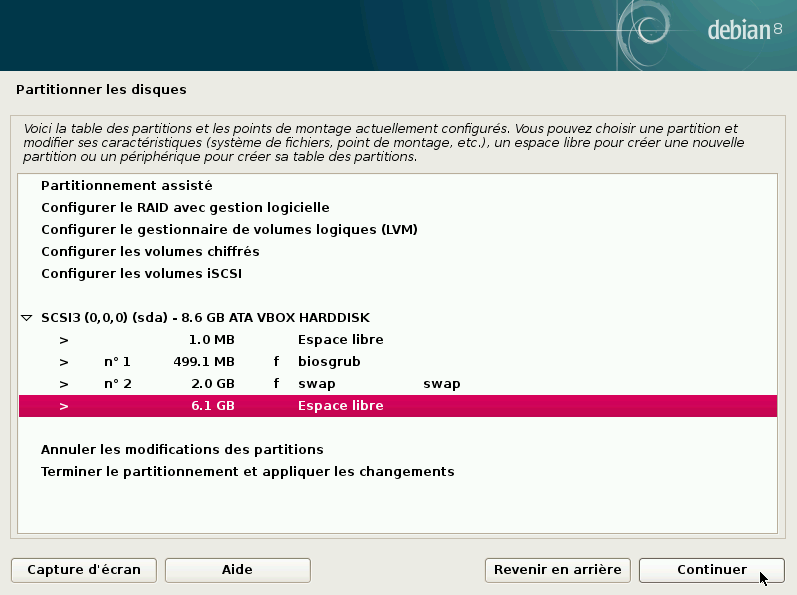 debian 8
Partitionner les disques
Voici la table des partitions et les points de montage actuellement configurés. Vous pouvez choisir une partition et
modifier ses caractéristiques (système de fichiers, point de montage, etc.), un espace libre pour créer une nouvelle
partition ou un périphérique pour créer sa table des partitions.
Partitionnement assisté
Configurer le RAID avec gestion logicielle
Configurer le gestionnaire de volumes logiques (LVM)
Configurer les volumes chiffrés
Configurer les volumes iSCSI
SCSI3 (0,0,0) (sda) - 8.6 GB ATA VBOX HARDDISK
> 1.0 MB Espace libre
> n° 1 499.1 MB f biosgrub
> n° 2 2.0 GB f swap swap
> 6.1 GB Espace libre
Annuler les modifications des partitions
Terminer le partitionnement et appliquer les changements
Capture d'écran Aide Revenir en arrière Continuer